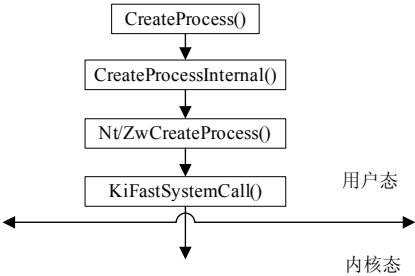 CreateProcess()
CreateProcessInternal()
Nt/ZwCreateProcess()
KiFastSystemCall()
用户态
内核态